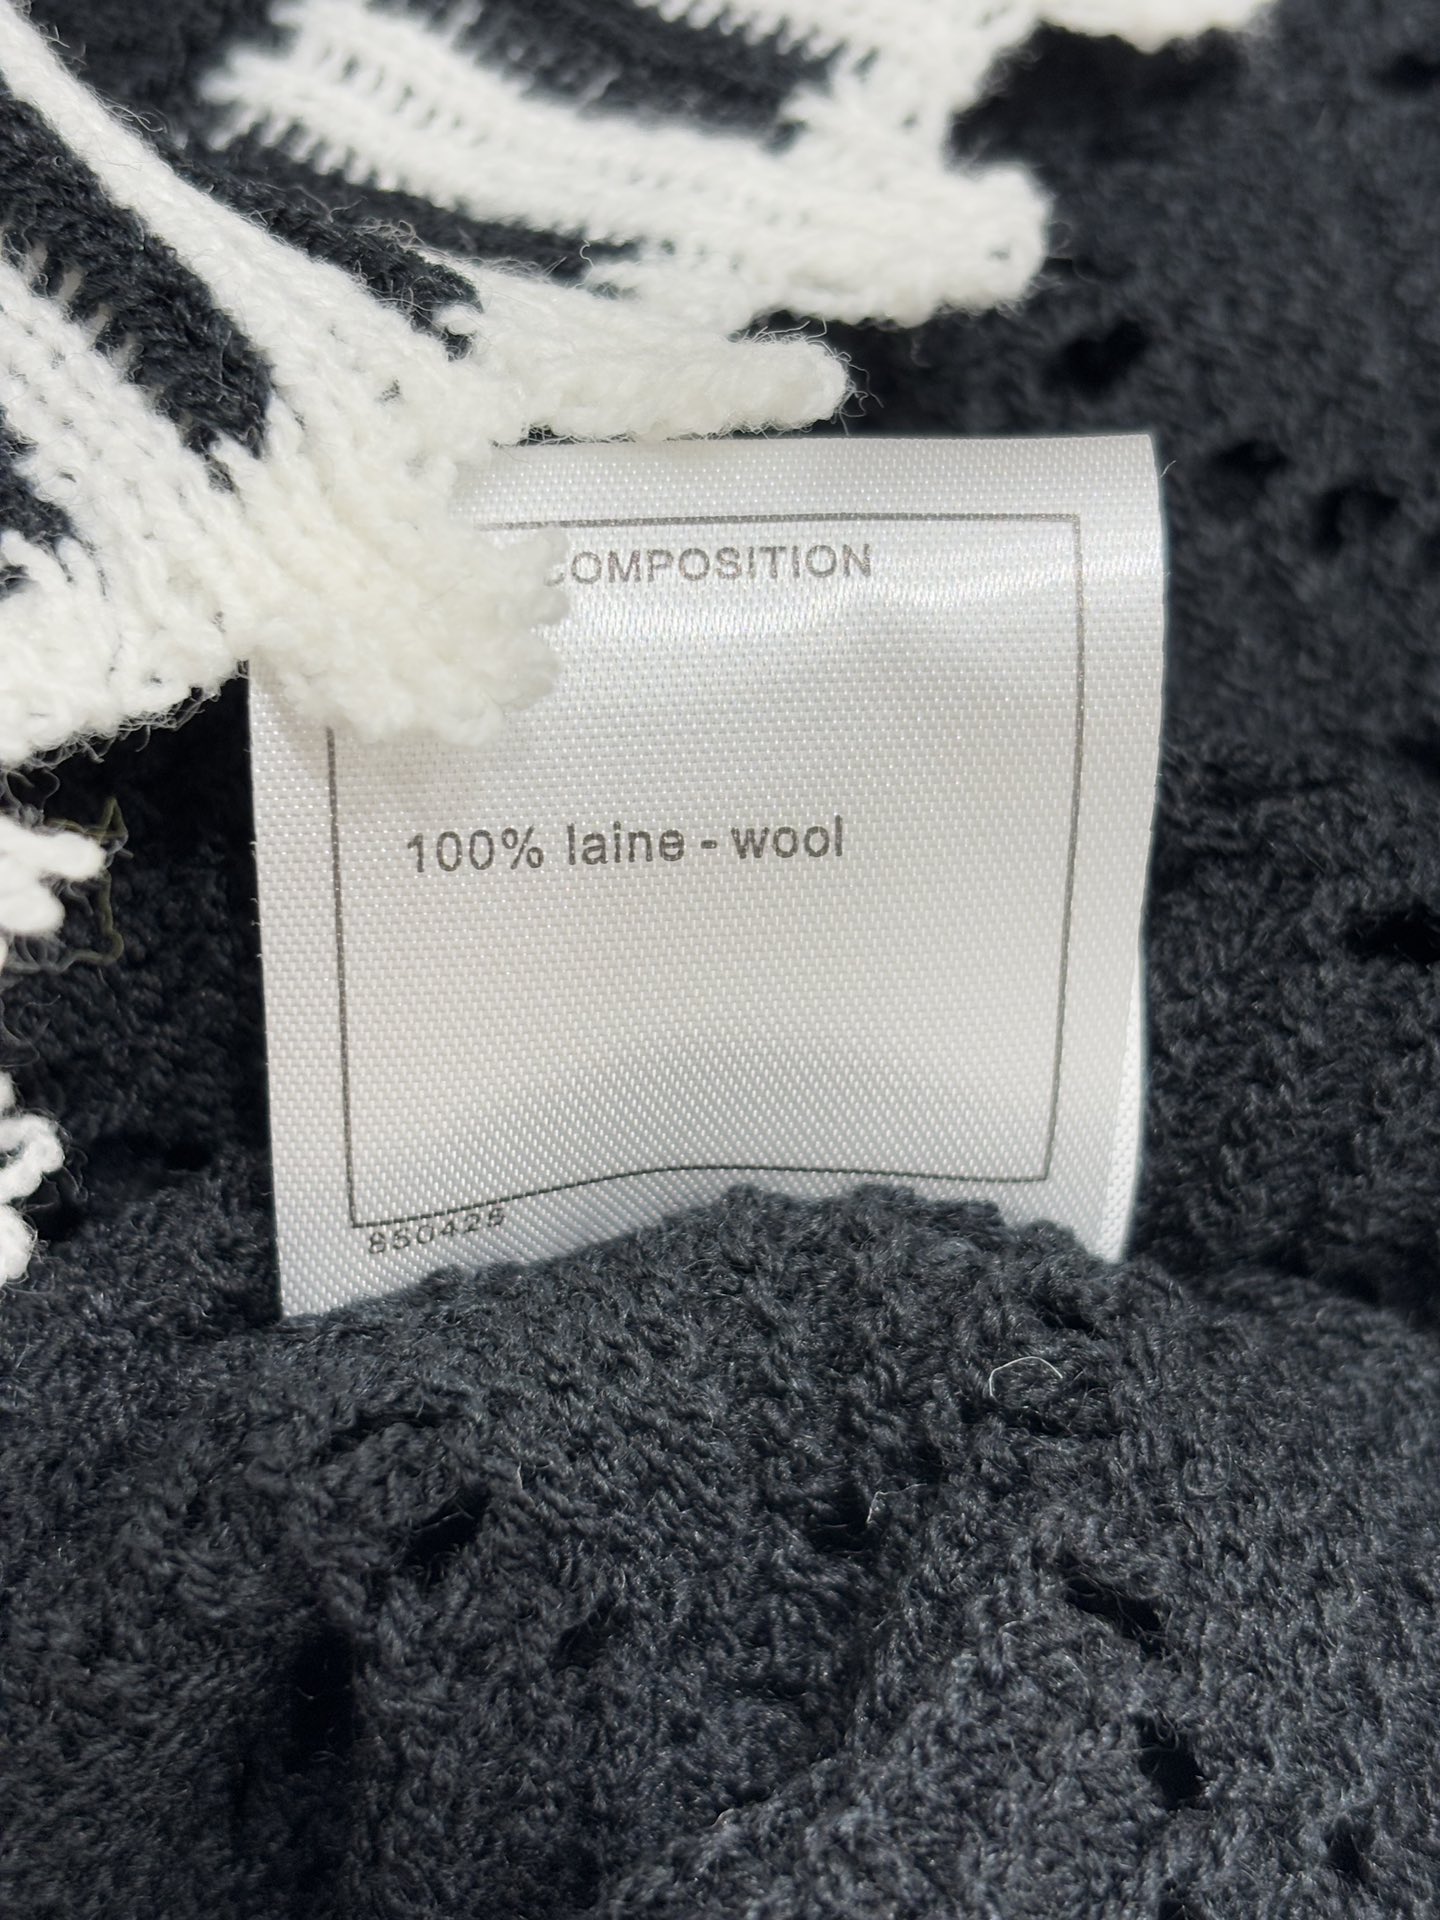 COMPOSITION
100% laine - wool
850425